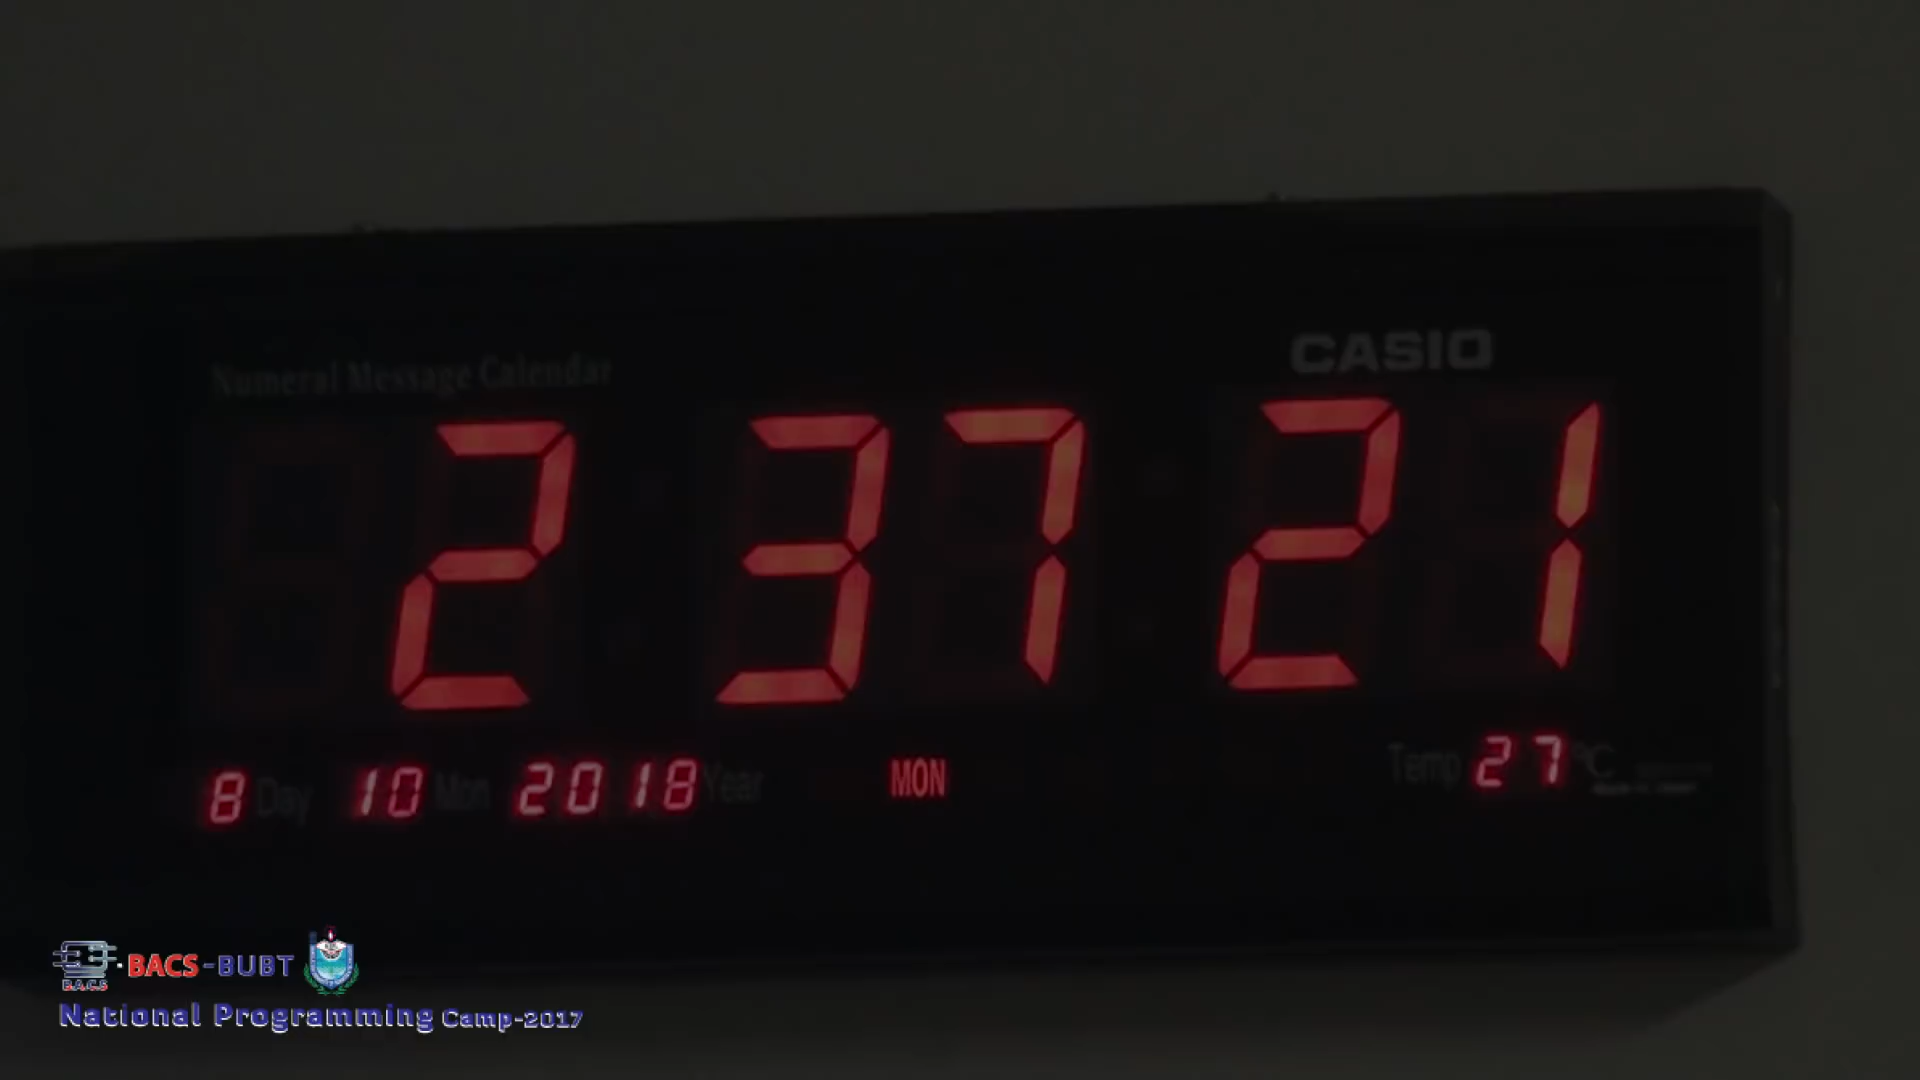 Numeral Message Calendar
CASIO
2 37 21
8 Day 10 Mon 2018 Year MON Temp 27 °C
B.A.C.S
BACS-BUBT
National Programming Camp-2017